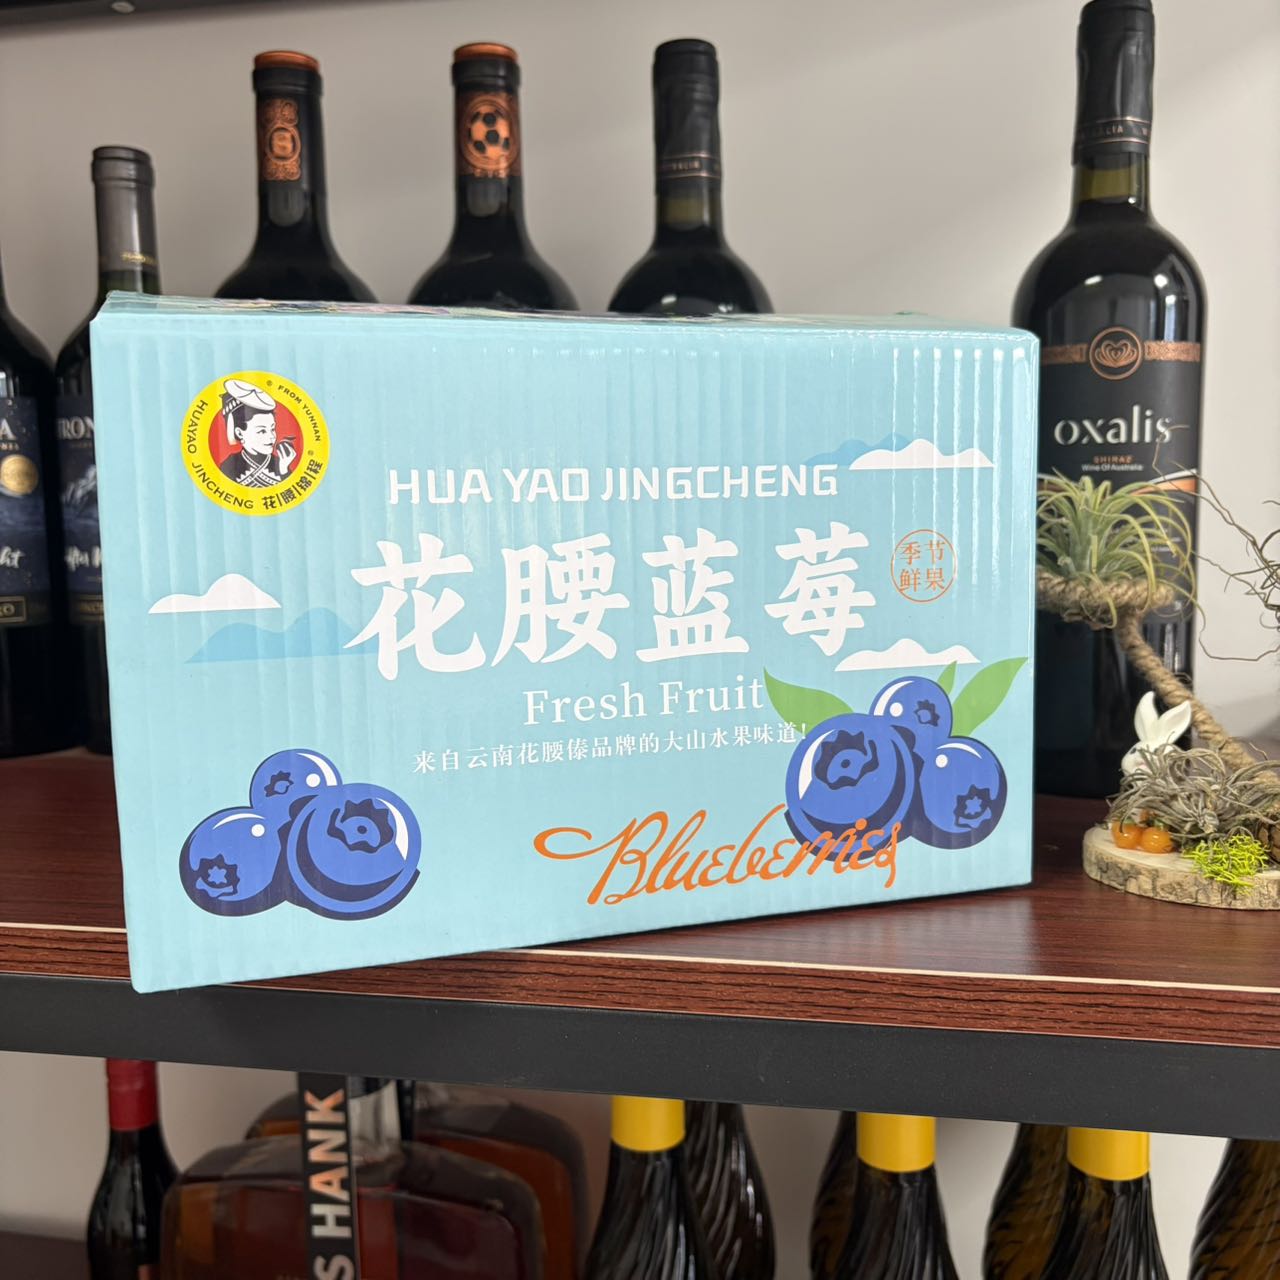 FROM YUNNAN
HUAYAO JINCHENG 花腰锦程
HUA YAO JINGCHENG
花腰蓝莓
季节
鲜果
Fresh Fruit
来自云南花腰傣品牌的大山水果味道!
Blueberries
oxalis
SHIRAZ
Wine Of Australia
HANK